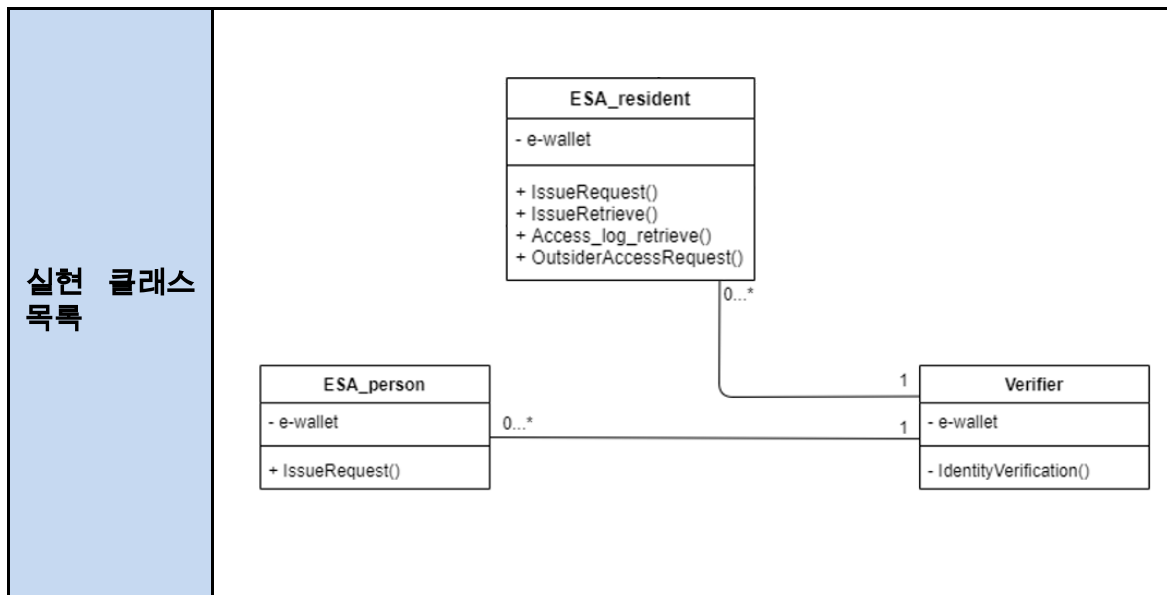 실현 클래스
목록
ESA_resident
- e-wallet
+ IssueRequest()
+ IssueRetrieve()
+ Access_log_retrieve()
+ OutsiderAccessRequest()
0...*
1
ESA_person
- e-wallet
+ IssueRequest()
0...*
1
Verifier
- e-wallet
- IdentityVerification()